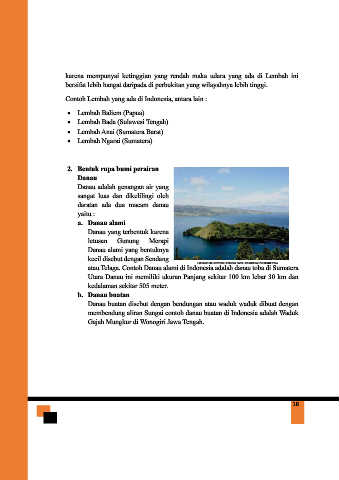 karena mempunyai ketinggian yang rendah maka udara yang ada di Lembah ini
bersifat lebih hangat daripada di perbukitan yang wilayahnya lebih tinggi.
Contoh Lembah yang ada di Indonesia, antara lain :
• Lembah Baliem (Papua)
• Lembah Bada (Sulawesi Tengah)
• Lembah Anai (Sumatera Barat)
• Lembah Ngarai (Sumatera)
2. Bentuk rupa bumi perairan
Danau
Danau adalah genangan air yang
sangat luas dan dikelilingi oleh
daratan ada dua macam danau
yaitu :
a. Danau alami
Danau yang terbentuk karena
letusan Gunung Merapi
Danau alami yang bentuknya
kecil disebut dengan Sendang
atau Telaga. Contoh Danau alami di Indonesia adalah danau toba di Sumatera
Utara Danau ini memiliki ukuran Panjang sekitar 100 km lebar 30 km dan
kedalaman sekitar 505 meter.
b. Danau buatan
Danau buatan disebut dengan bendungan atau waduk waduk dibuat dengan
membendung aliran Sungai contoh danau buatan di Indonesia adalah Waduk
Gajah Mungkur di Wonogiri Jawa Tengah.